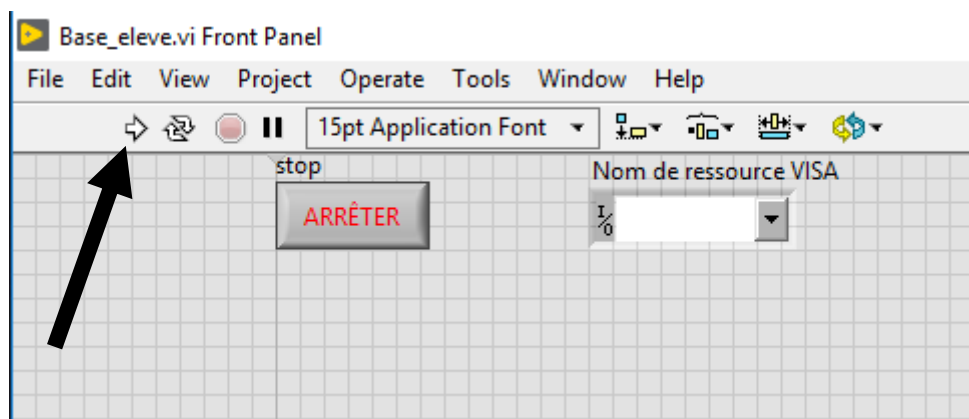 Base_eleve.vi Front Panel
File Edit View Project Operate Tools Window Help
15pt Application Font
stop Nom de ressource VISA
ARRÊTER I/O